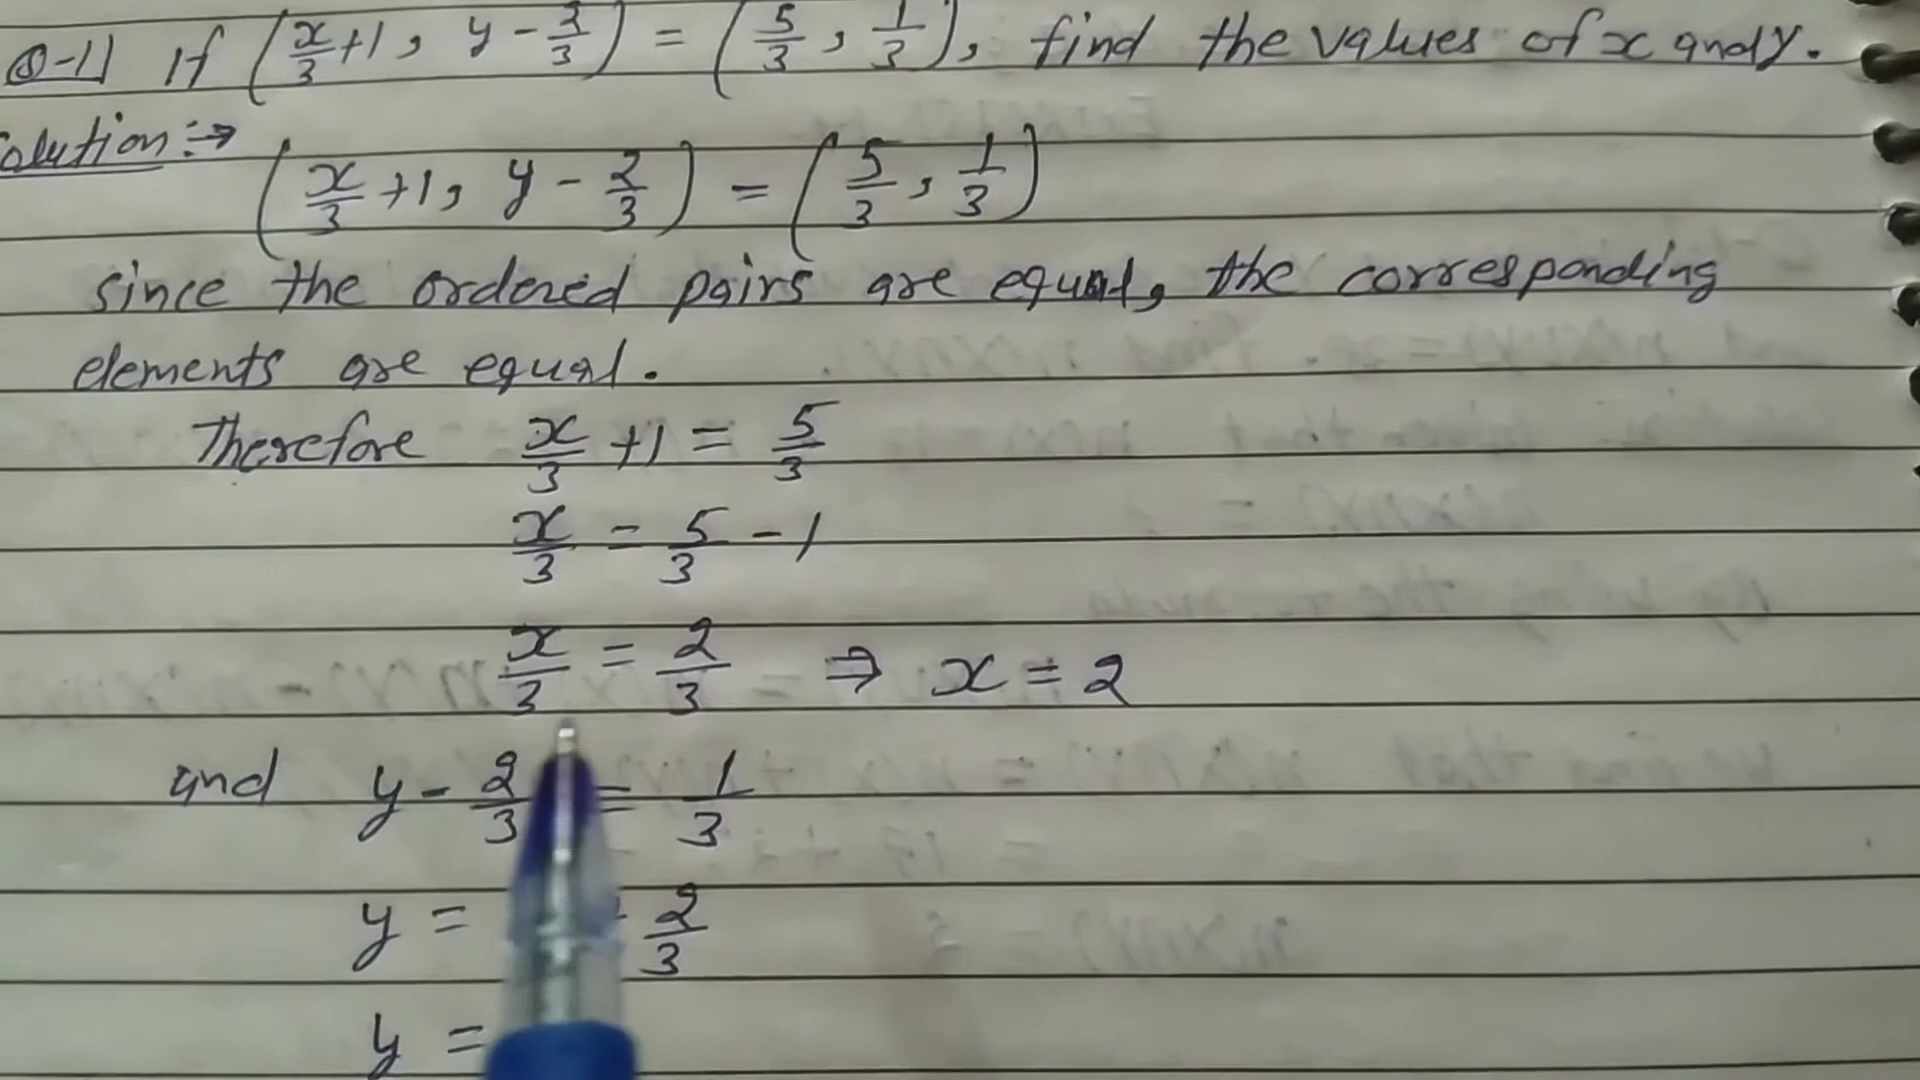 Q-1| If (x/3 + 1, y - 2/3) = (5/3, 1/3), find the values of x and y.
olution :→
(x/3 + 1, y - 2/3) = (5/3, 1/3)
since the ordered pairs are equal, the corresponding
elements are equal.
Therefore x/3 + 1 = 5/3
x/3 = 5/3 - 1
x/3 = 2/3 ⇒ x = 2
and y - 2/3 = 1/3
y = 2/3
y =